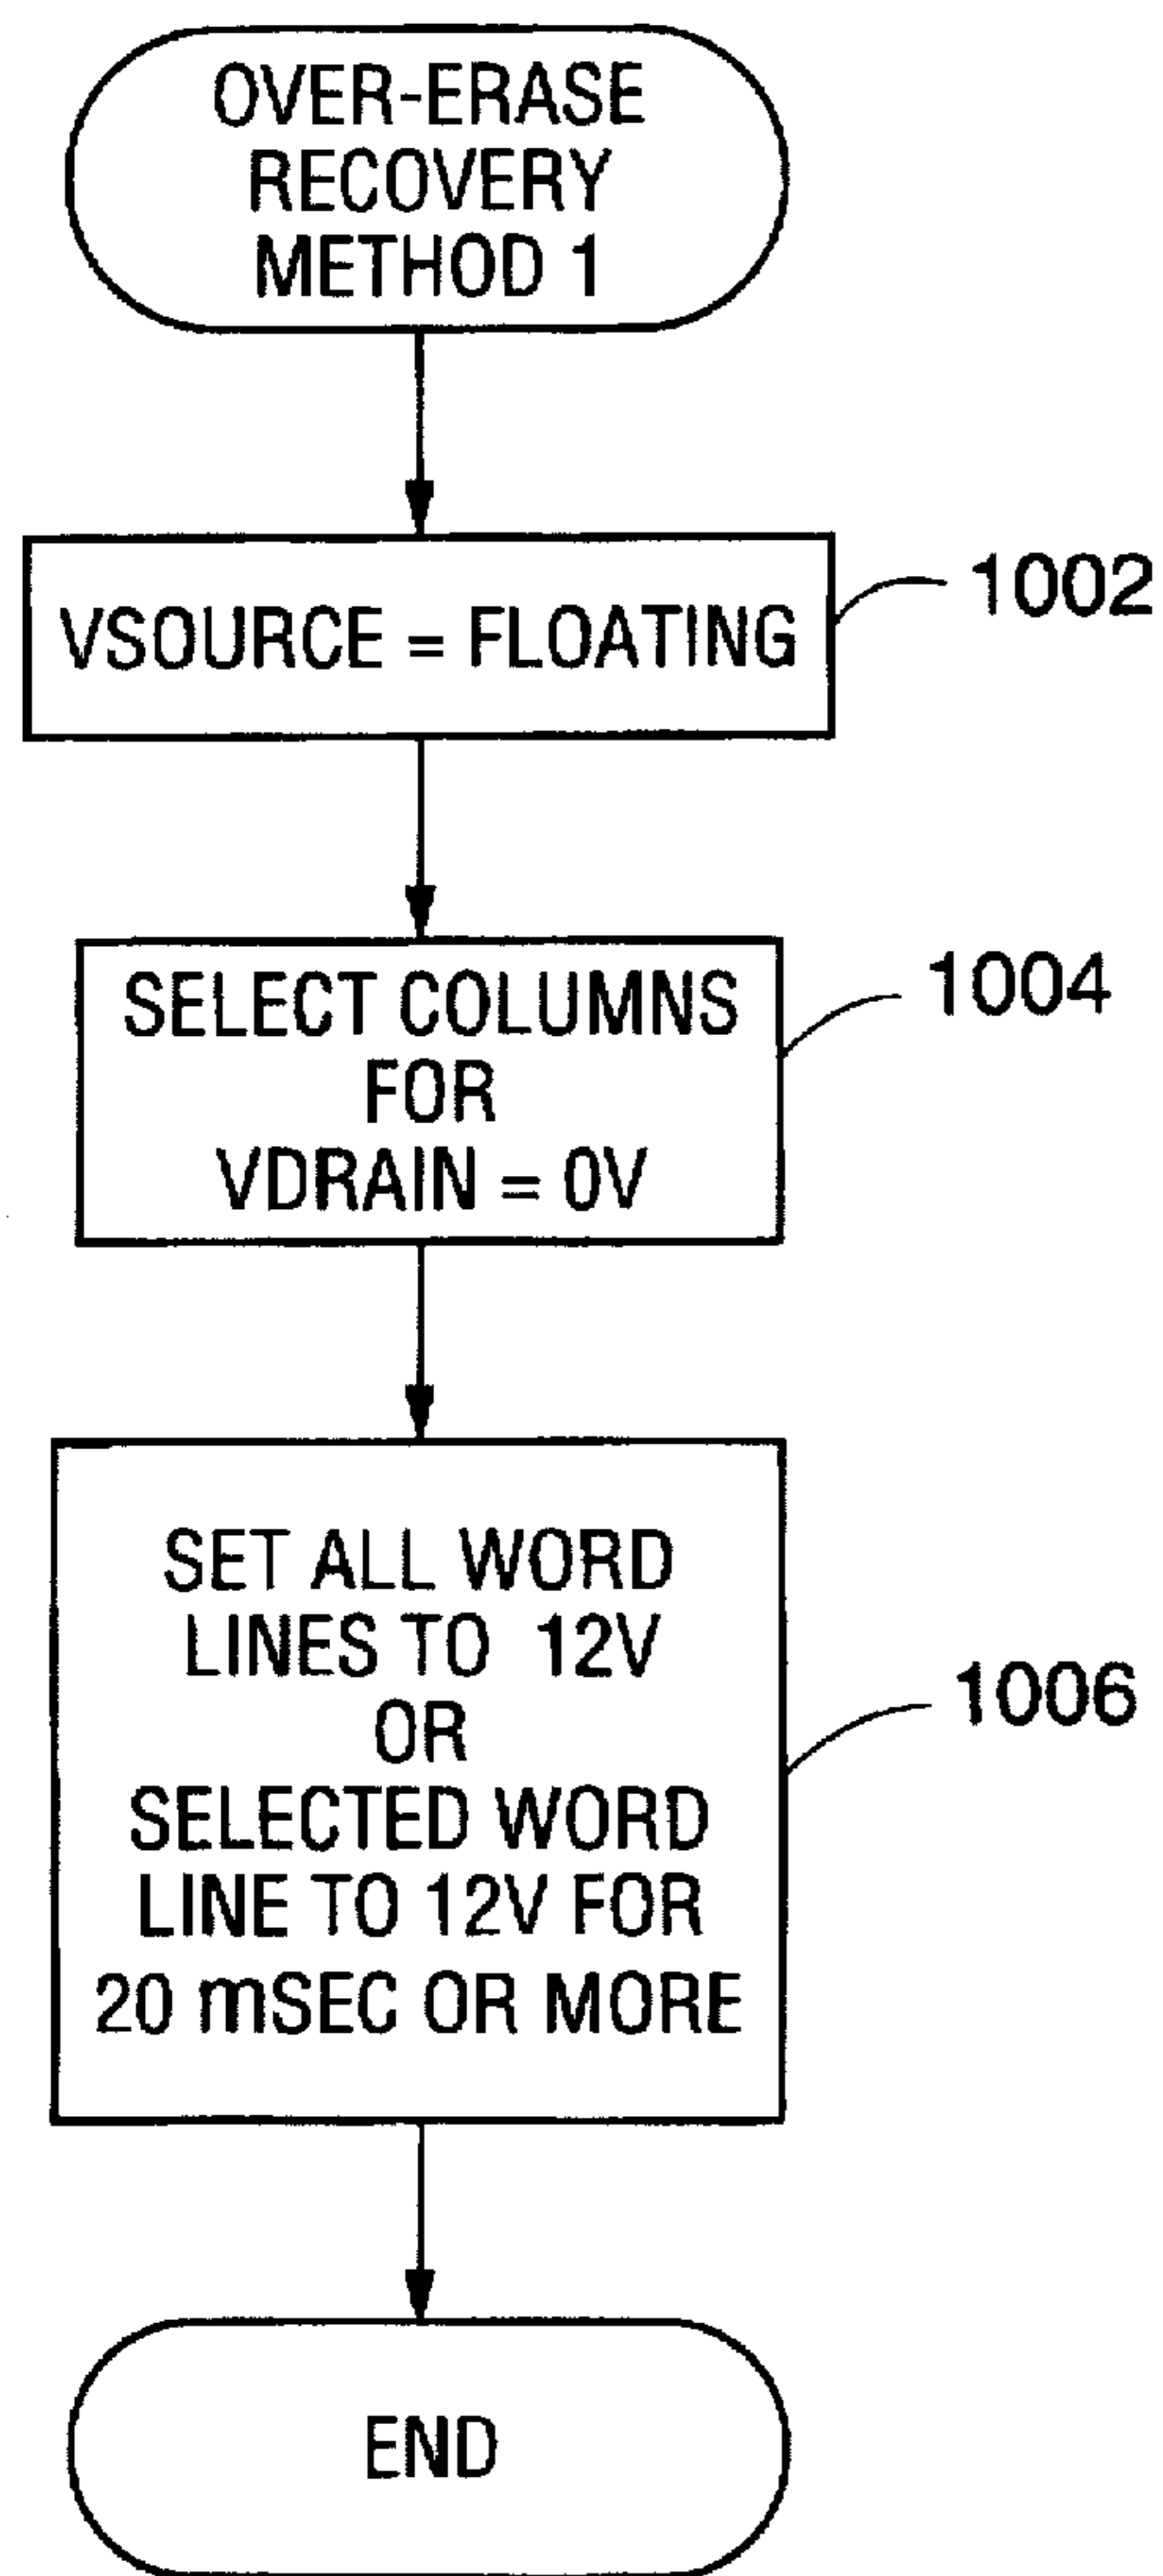 OVER-ERASE
RECOVERY
METHOD 1
VSOURCE = FLOATING
1002
SELECT COLUMNS
FOR
VDRAIN = 0V
1004
SET ALL WORD
LINES TO 12V
OR
SELECTED WORD
LINE TO 12V FOR
20 mSEC OR MORE
1006
END